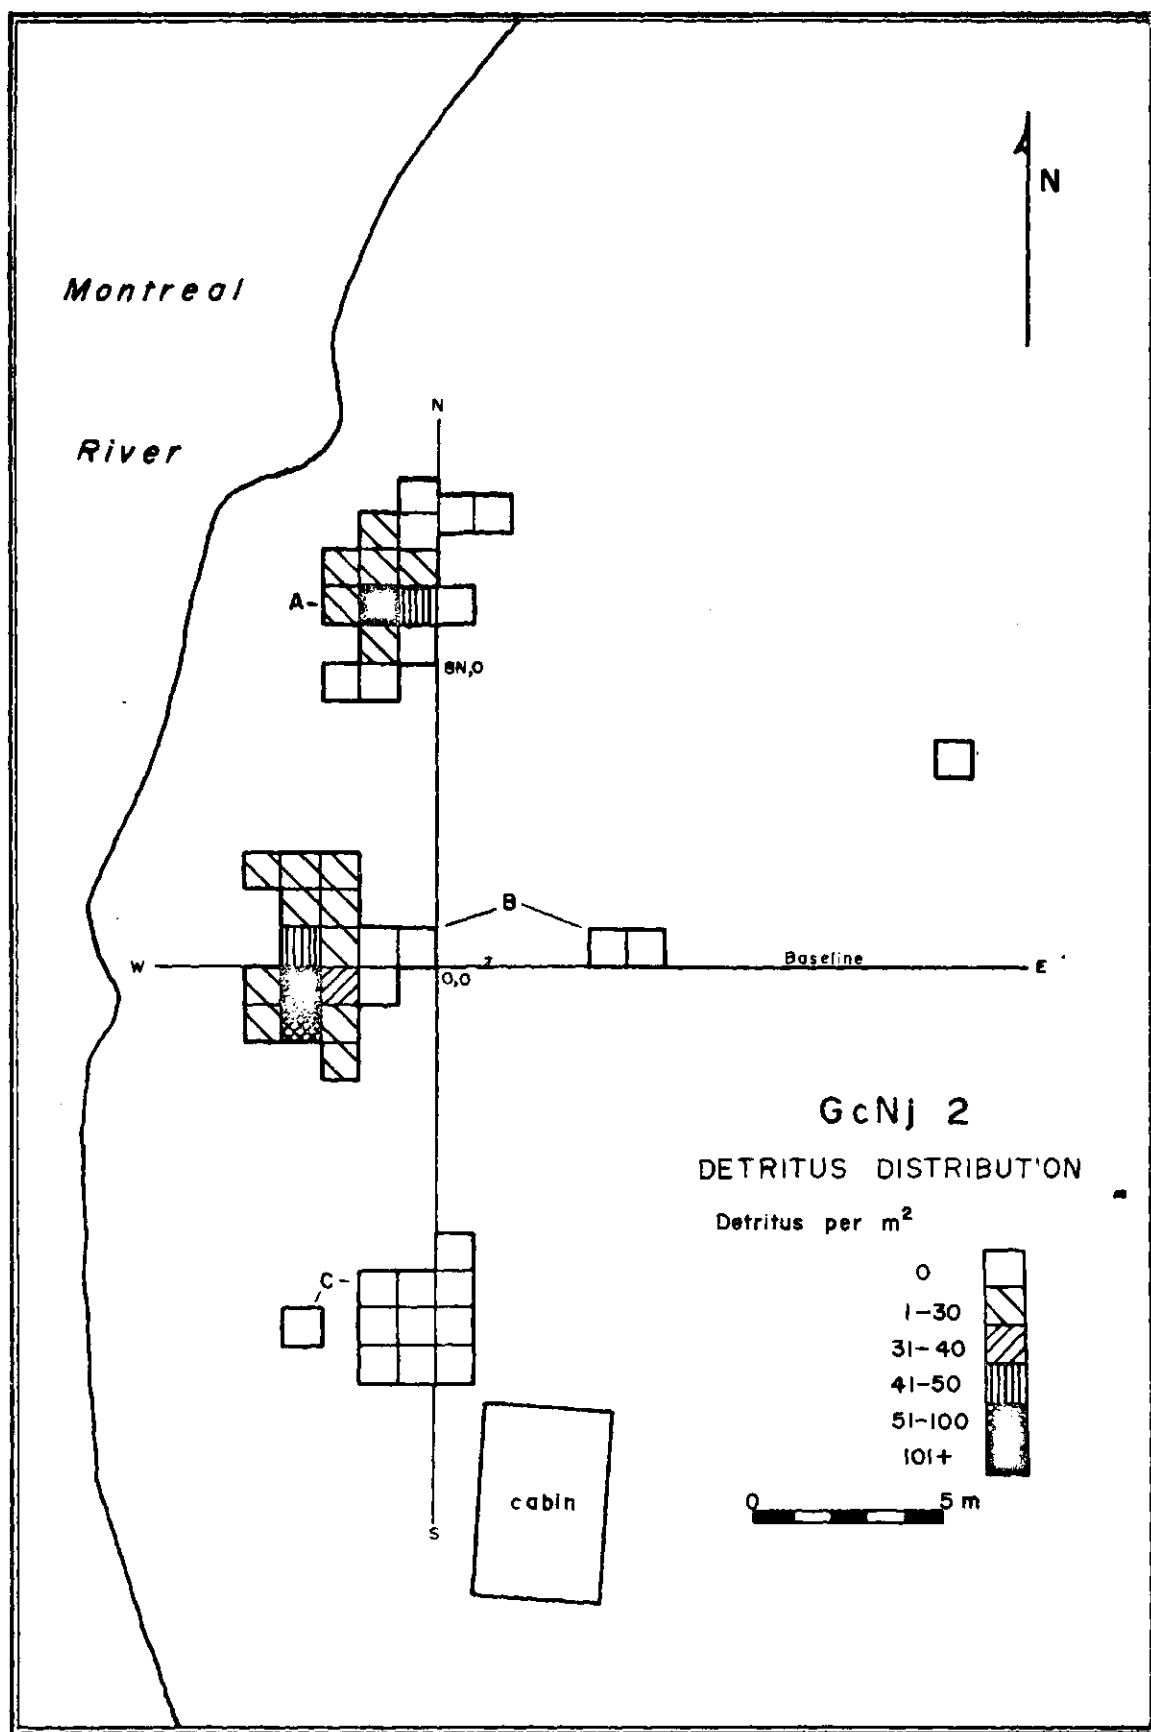 N
Montreal
River
N
A-
8N,0
B
W
0,0
Baseline
E
GcNj 2
DETRITUS DISTRIBUT'ON
Detritus per m²
C-
0
1-30
31-40
41-50
51-100
101+
0 5 m
cabin
S